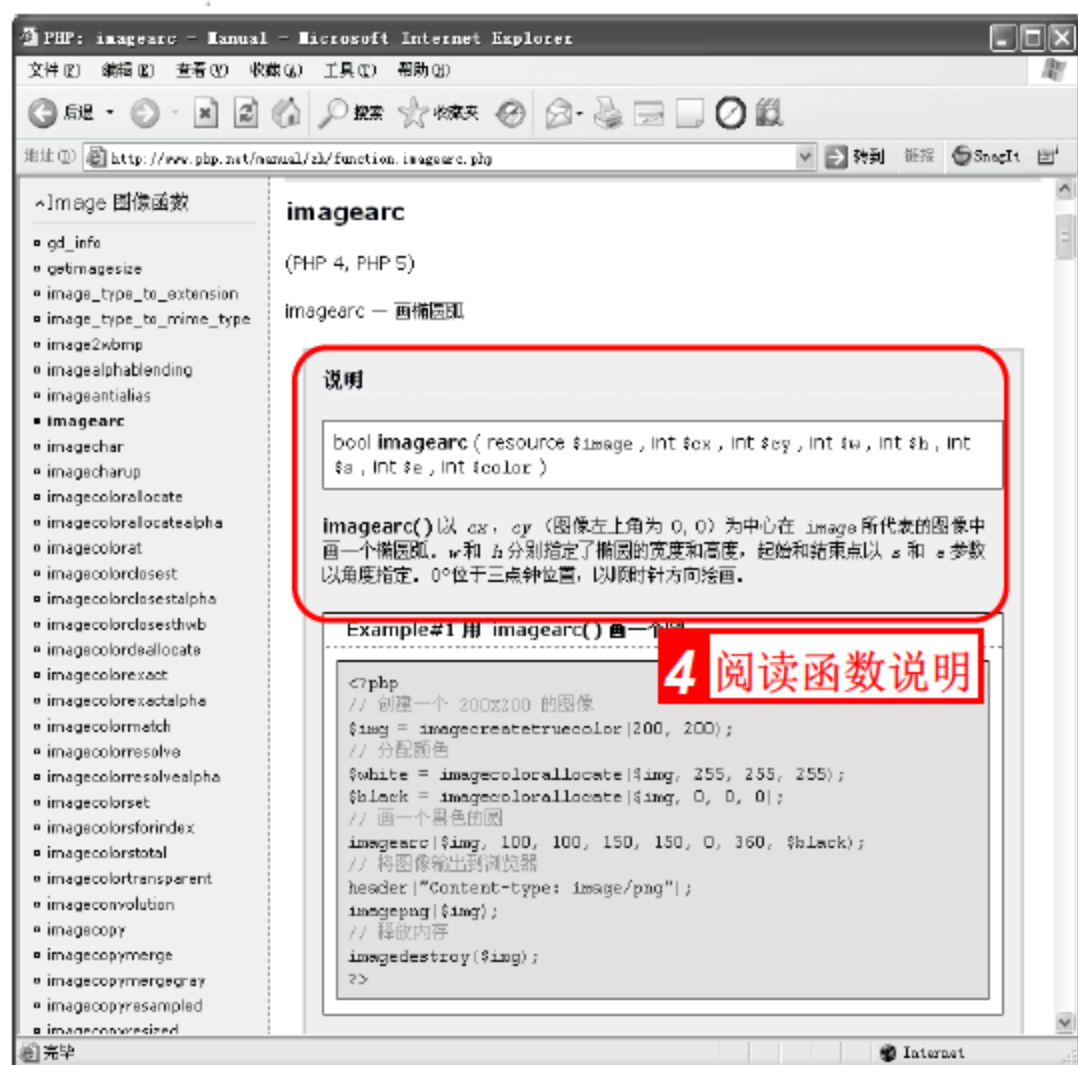 PHP: imagearc - Manual - Microsoft Internet Explorer
文件(F) 编辑(E) 查看(V) 收藏(A) 工具(T) 帮助(H)
后退 搜索 收藏夹
地址(D) http://www.php.net/manual/zh/function.imagearc.php 转到 链接 SnagIt
Image 图像函数
gd_info
getimagesize
image_type_to_extension
image_type_to_mime_type
image2wbmp
imagealphablending
imageantialias
imagearc
imagechar
imagecharup
imagecolorallocate
imagecolorallocatealpha
imagecolorat
imagecolorclosest
imagecolorclosestalpha
imagecolorclosesthwb
imagecolordeallocate
imagecolorexact
imagecolorexactalpha
imagecolormatch
imagecolorresolve
imagecolorresolvealpha
imagecolorset
imagecolorsforindex
imagecolorstotal
imagecolortransparent
imageconvolution
imagecopy
imagecopymerge
imagecopymergegray
imagecopyresampled
imagecopyresized
imagearc
(PHP 4, PHP 5)
imagearc — 画椭圆弧
说明
bool imagearc ( resource $image , int $cx , int $cy , int $w , int $h , int
$s , int $e , int $color )
imagearc() 以 cx，cy（图像左上角为 0, 0）为中心在 image 所代表的图像中
画一个椭圆弧。w 和 h 分别指定了椭圆的宽度和高度，起始和结束点以 s 和 e 参数
以角度指定。0°位于三点钟位置，以顺时针方向绘画。
Example#1 用 imagearc() 画一个圆
4 阅读函数说明
<?php
// 创建一个 200X200 的图像
$img = imagecreatetruecolor(200, 200);
// 分配颜色
$white = imagecolorallocate($img, 255, 255, 255);
$black = imagecolorallocate($img, 0, 0, 0);
// 画一个黑色的圆
imagearc($img, 100, 100, 150, 150, 0, 360, $black);
// 将图像输出到浏览器
header("Content-type: image/png");
imagepng($img);
// 释放内存
imagedestroy($img);
?>
完毕 Internet